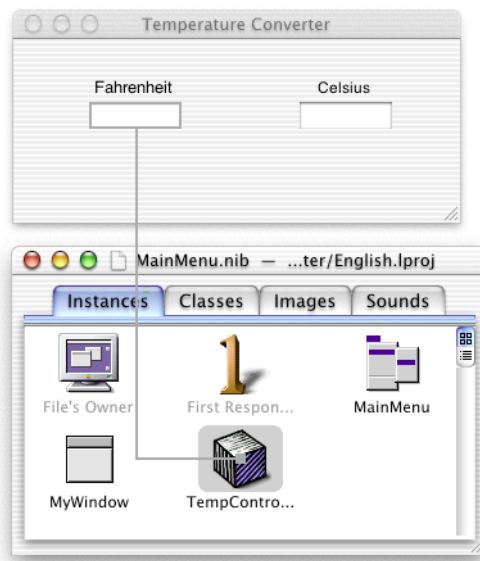 Temperature Converter
Fahrenheit Celsius
MainMenu.nib — ...ter/English.lproj
Instances Classes Images Sounds
File's Owner First Respon... MainMenu
MyWindow TempContro...